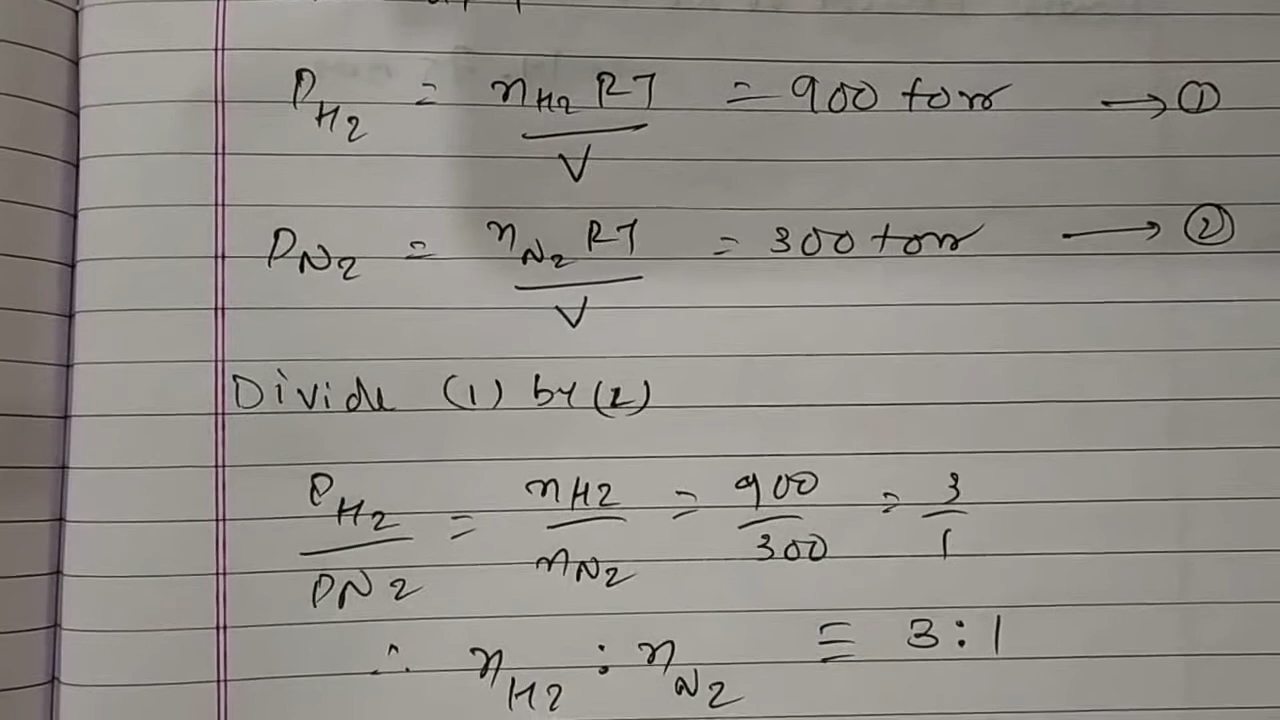 P_H2 = n_H2 RT / V = 900 torr → ①
P_N2 = n_N2 RT / V = 300 torr → ②
Divide (1) by (2)
P_H2 / P_N2 = n_H2 / n_N2 = 900 / 300 = 3 / 1
∴ n_H2 : n_N2 = 3 : 1